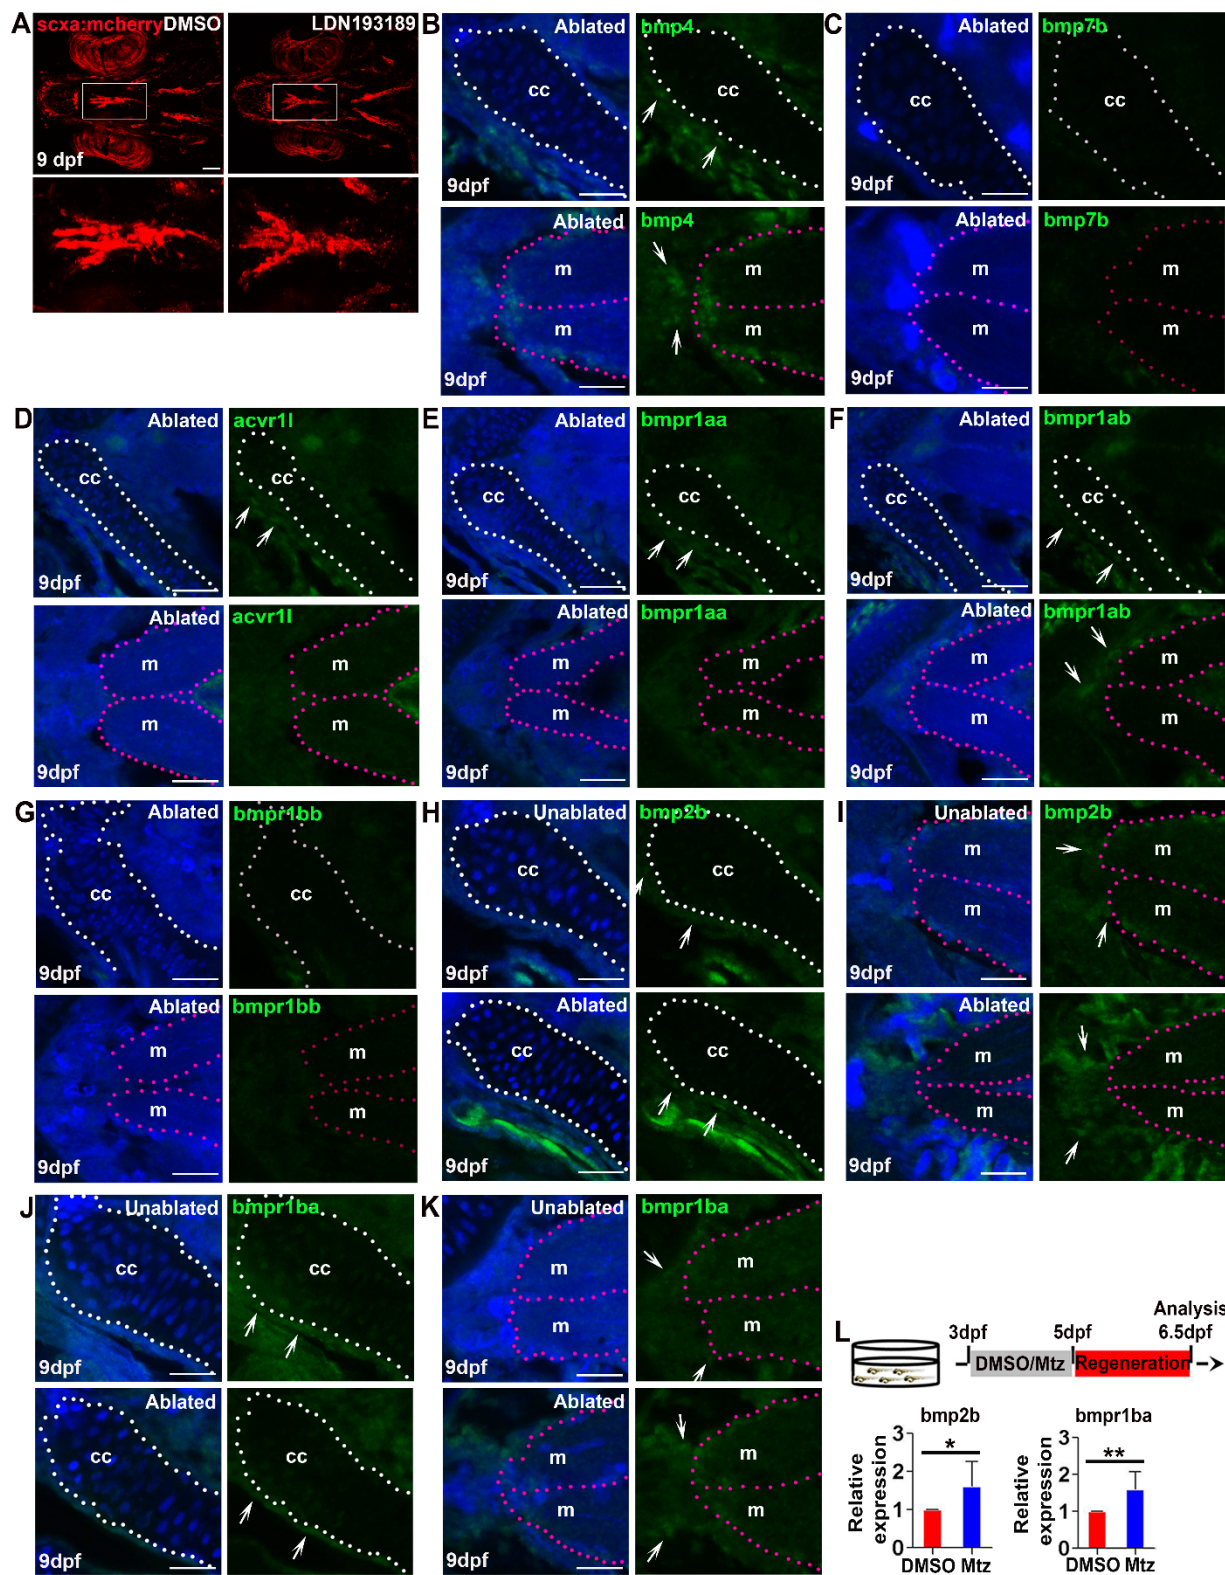 A scxa:mcherry DMSO LDN193189
9 dpf
B Ablated bmp4
cc
9dpf
Ablated bmp4
m
m
9dpf
C Ablated bmp7b
cc
9dpf
Ablated bmp7b
m m
m m
9dpf
D Ablated acvr1l
cc cc
9dpf
Ablated acvr1l
m m
m m
9dpf
E Ablated bmpr1aa
cc cc
9dpf
Ablated bmpr1aa
m m
m m
9dpf
F Ablated bmpr1ab
cc cc
9dpf
Ablated bmpr1ab
m m
m m
9dpf
G Ablated bmpr1bb
cc cc
9dpf
Ablated bmpr1bb
m m
m m
9dpf
H Unablated bmp2b
cc cc
9dpf
Ablated
cc cc
9dpf
I Unablated bmp2b
m m
m m
9dpf
Ablated
m m
m m
9dpf
J Unablated bmpr1ba
cc cc
9dpf
Ablated
cc cc
9dpf
K Unablated bmpr1ba
m m
m m
9dpf
Ablated
m m
m m
9dpf
L
Analysis
3dpf 5dpf 6.5dpf
DMSO/Mtz Regeneration
bmp2b
Relative expression
3
2
1
0
*
DMSO Mtz
bmpr1ba
Relative expression
3
2
1
0
**
DMSO Mtz